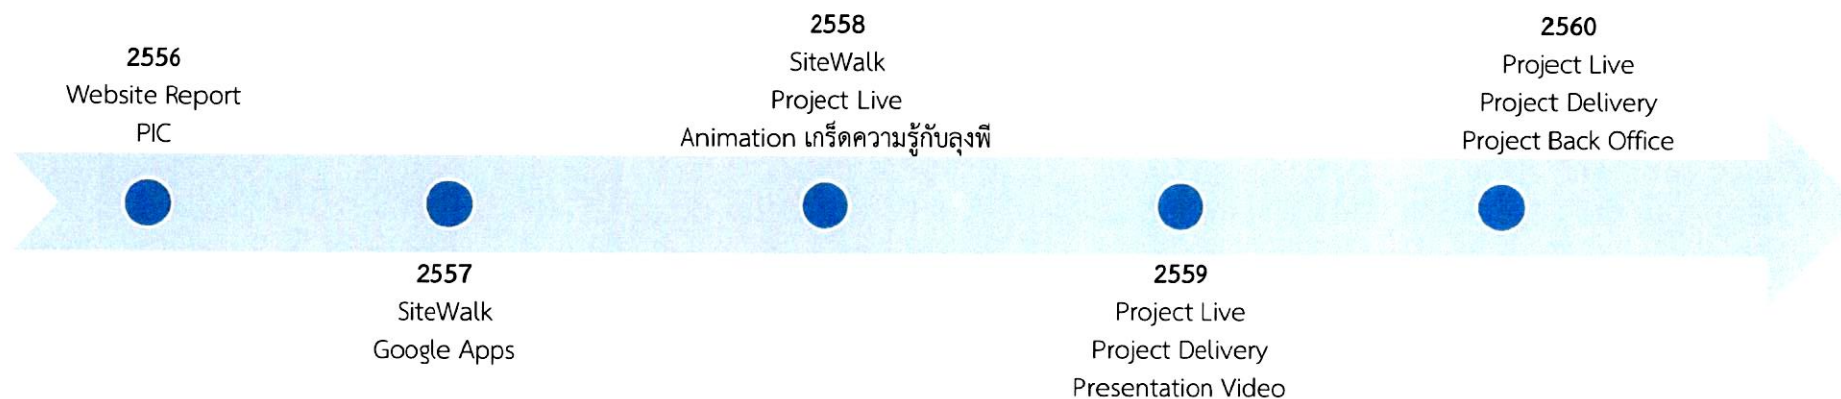 2556
Website Report
PIC
2557
SiteWalk
Google Apps
2558
SiteWalk
Project Live
Animation เกร็ดความรู้กับลุงพี
2559
Project Live
Project Delivery
Presentation Video
2560
Project Live
Project Delivery
Project Back Office